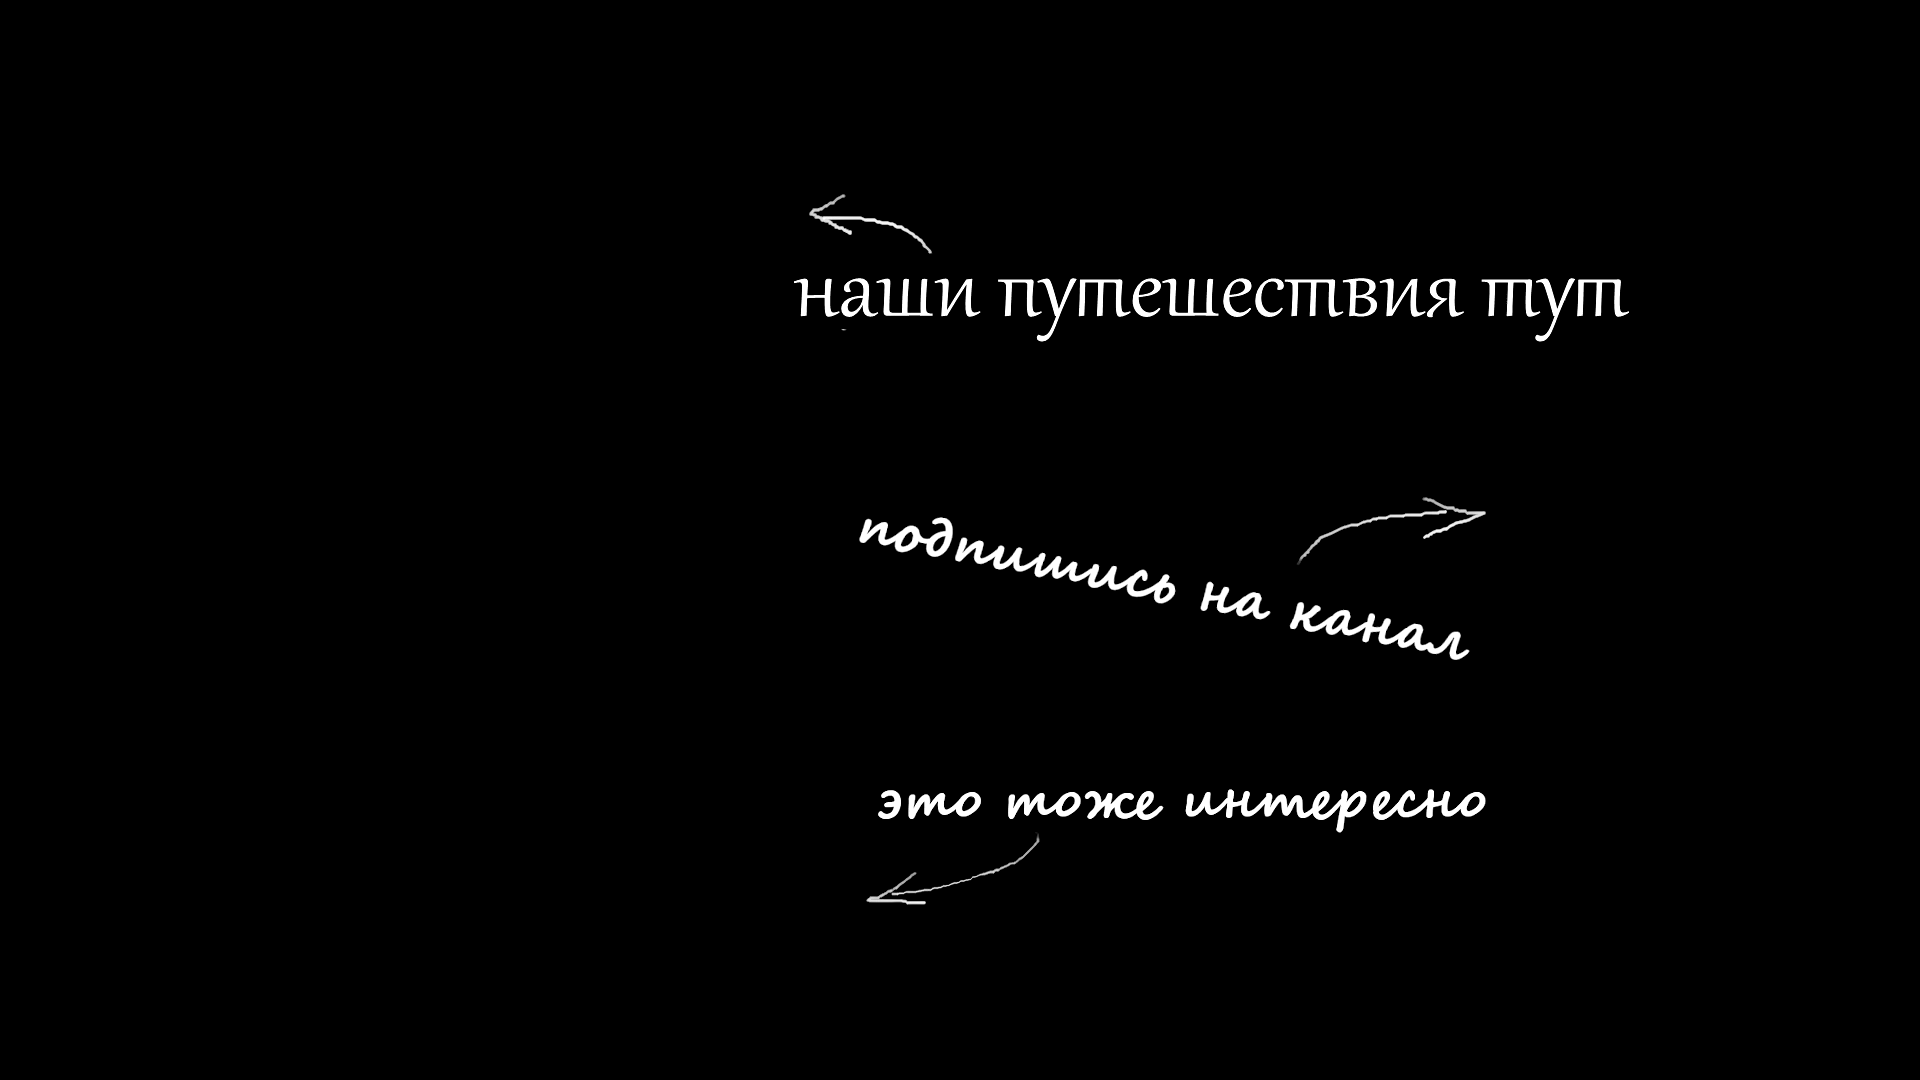 наши путешествия тут
подпишись на канал
это тоже интересно